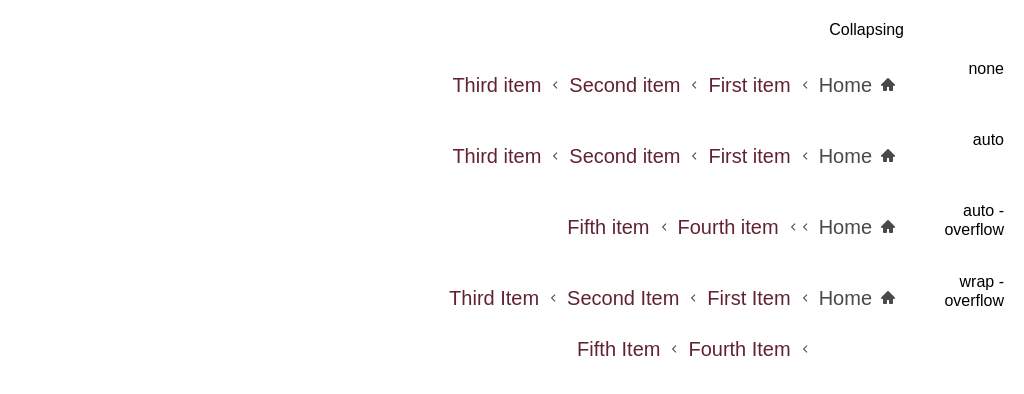 Collapsing
none
Third item ‹ Second item ‹ First item ‹ Home
auto
Third item ‹ Second item ‹ First item ‹ Home
auto -
overflow
Fifth item ‹ Fourth item ‹ ‹ Home
wrap -
overflow
Third Item ‹ Second Item ‹ First Item ‹ Home
Fifth Item ‹ Fourth Item ‹